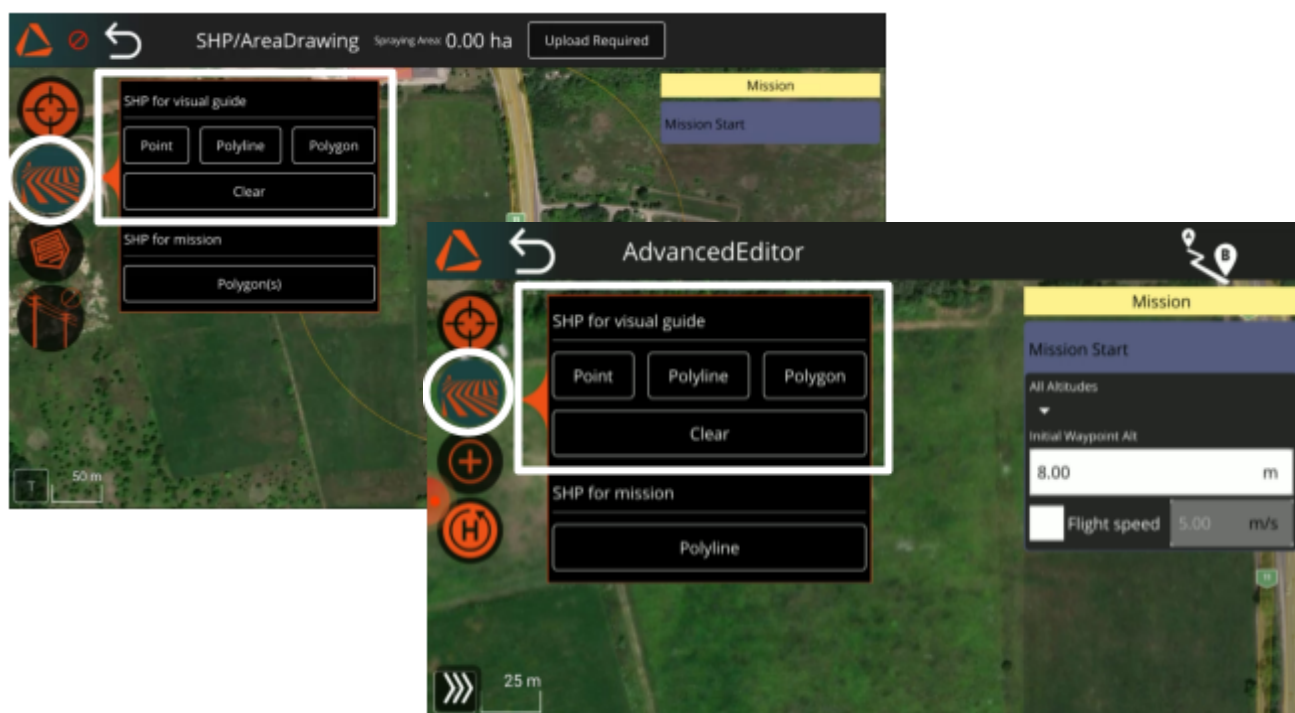 SHP/AreaDrawing Spraying Area: 0.00 ha Upload Required
SHP for visual guide
Point Polyline Polygon
Clear
SHP for mission
Polygon(s)
Mission
Mission Start
T 50 m
11
AdvancedEditor
A
B
SHP for visual guide
Point Polyline Polygon
Clear
SHP for mission
Polyline
H
Mission
Mission Start
All Altitudes
Initial Waypoint Alt
8.00 m
Flight speed 5.00 m/s
11
25 m